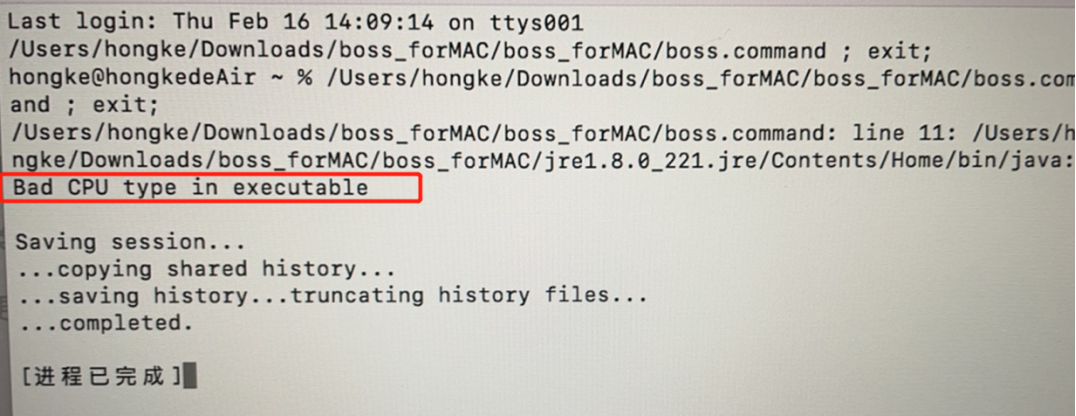 Last login: Thu Feb 16 14:09:14 on ttys001
/Users/hongke/Downloads/boss_forMAC/boss_forMAC/boss.command ; exit;
hongke@hongkedeAir ~ % /Users/hongke/Downloads/boss_forMAC/boss_forMAC/boss.com
and ; exit;
/Users/hongke/Downloads/boss_forMAC/boss_forMAC/boss.command: line 11: /Users/h
ngke/Downloads/boss_forMAC/boss_forMAC/jre1.8.0_221.jre/Contents/Home/bin/java:
Bad CPU type in executable
Saving session...
...copying shared history...
...saving history...truncating history files...
...completed.
[进程已完成]